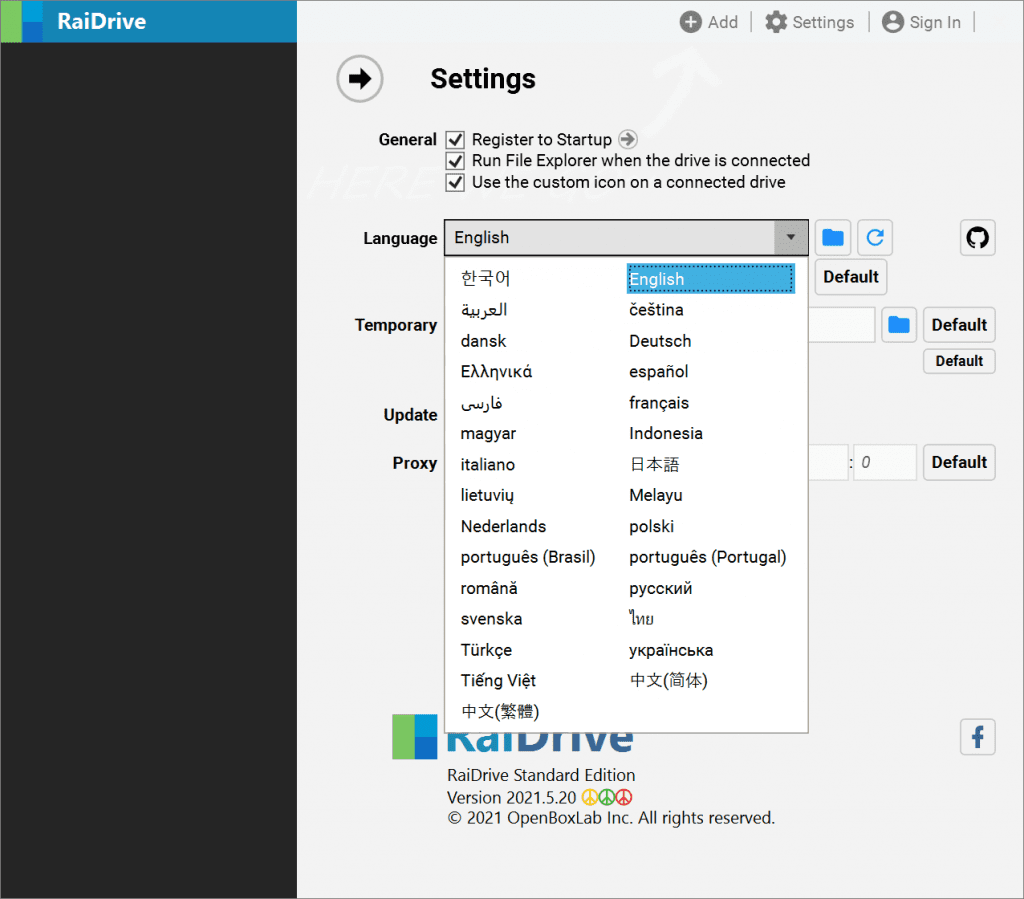 RaiDrive
Add | Settings | Sign In |
Settings
General Register to Startup
Run File Explorer when the drive is connected
HERE WE GO
Use the custom icon on a connected drive
Language English
한국어 English Default
العربية čeština
Temporary Default
dansk Deutsch
Default
Ελληνικά español
فارسی français
Update
magyar Indonesia
Proxy italiano 日本語 : 0 Default
lietuvių Melayu
Nederlands polski
português (Brasil) português (Portugal)
română русский
svenska ไทย
Türkçe українська
Tiếng Việt 中文(简体)
中文(繁體)
RaiDrive
RaiDrive Standard Edition
Version 2021.5.20
© 2021 OpenBoxLab Inc. All rights reserved.